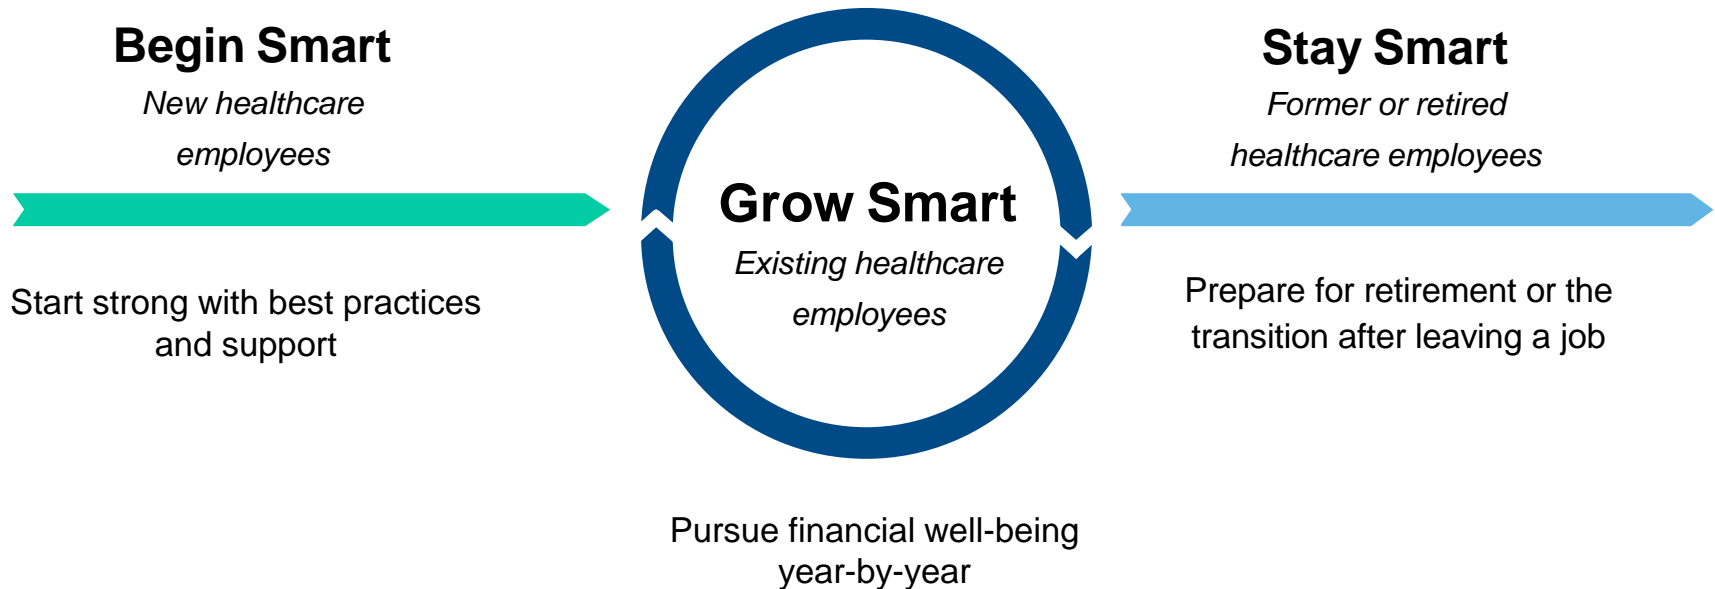 Begin Smart
New healthcare
employees
Start strong with best practices
and support
Grow Smart
Existing healthcare
employees
Pursue financial well-being
year-by-year
Stay Smart
Former or retired
healthcare employees
Prepare for retirement or the
transition after leaving a job